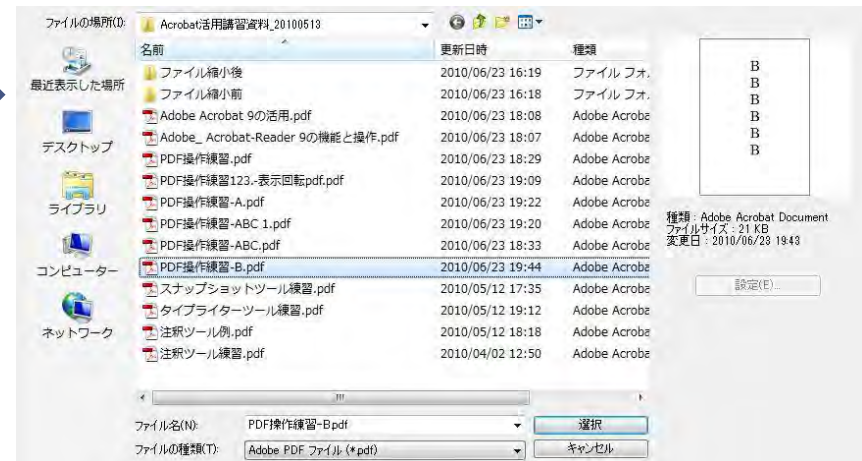 ファイルの場所(I):
Acrobat活用講習資料_20100513
名前 更新日時 種類
ファイル縮小後 2010/06/23 16:19 ファイル フォ.
ファイル縮小前 2010/06/23 16:18 ファイル フォ.
Adobe Acrobat 9の活用.pdf 2010/06/23 18:08 Adobe Acroba
Adobe_ Acrobat-Reader 9の機能と操作.pdf 2010/06/23 18:07 Adobe Acroba
PDF操作練習.pdf 2010/06/23 18:29 Adobe Acroba
PDF操作練習123.-表示回転pdf.pdf 2010/06/23 19:09 Adobe Acroba
PDF操作練習-A.pdf 2010/06/23 19:22 Adobe Acroba
PDF操作練習-ABC 1.pdf 2010/06/23 19:20 Adobe Acroba
PDF操作練習-ABC.pdf 2010/06/23 18:33 Adobe Acroba
PDF操作練習-B.pdf 2010/06/23 19:44 Adobe Acroba
スナップショットツール練習.pdf 2010/05/12 17:35 Adobe Acroba
タイプライターツール練習.pdf 2010/05/12 19:12 Adobe Acroba
注釈ツール例.pdf 2010/05/12 18:18 Adobe Acroba
注釈ツール練習.pdf 2010/04/02 12:50 Adobe Acroba
最近表示した場所
デスクトップ
ライブラリ
コンピューター
ネットワーク
ファイル名(N): PDF操作練習-B.pdf 選択
ファイルの種類(T): Adobe PDF ファイル (*.pdf) キャンセル
B
B
B
B
B
B
種類 : Adobe Acrobat Document
ファイルサイズ : 21 KB
変更日 : 2010/06/23 19:43
設定(E)...